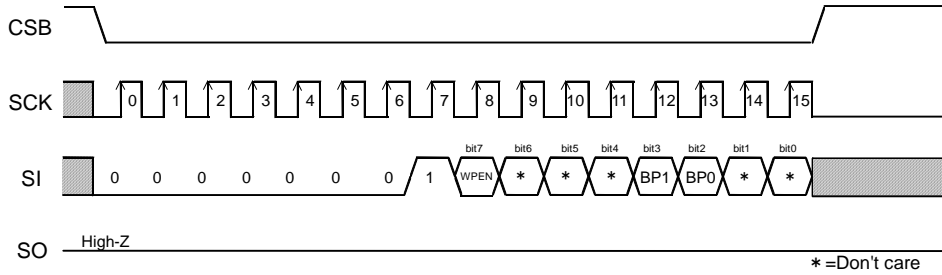 CSB
SCK 0 1 2 3 4 5 6 7 8 9 10 11 12 13 14 15
bit7 bit6 bit5 bit4 bit3 bit2 bit1 bit0
SI 0 0 0 0 0 0 0 1 WPEN * * * BP1 BP0 * *
High-Z
SO
* =Don't care